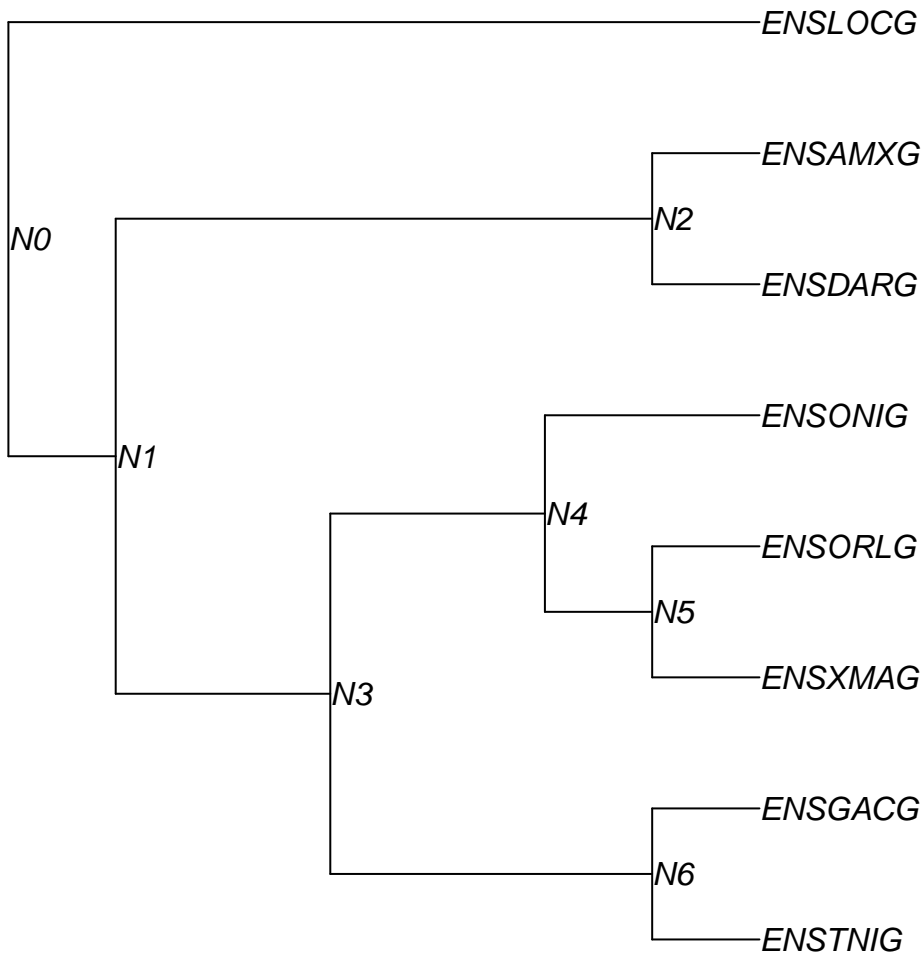 ENSLOCG
ENSAMXG
N2
N0
ENSDARG
ENSONIG
N1
N4
ENSORLG
N5
ENSXMAG
N3
ENSGACG
N6
ENSTNIG